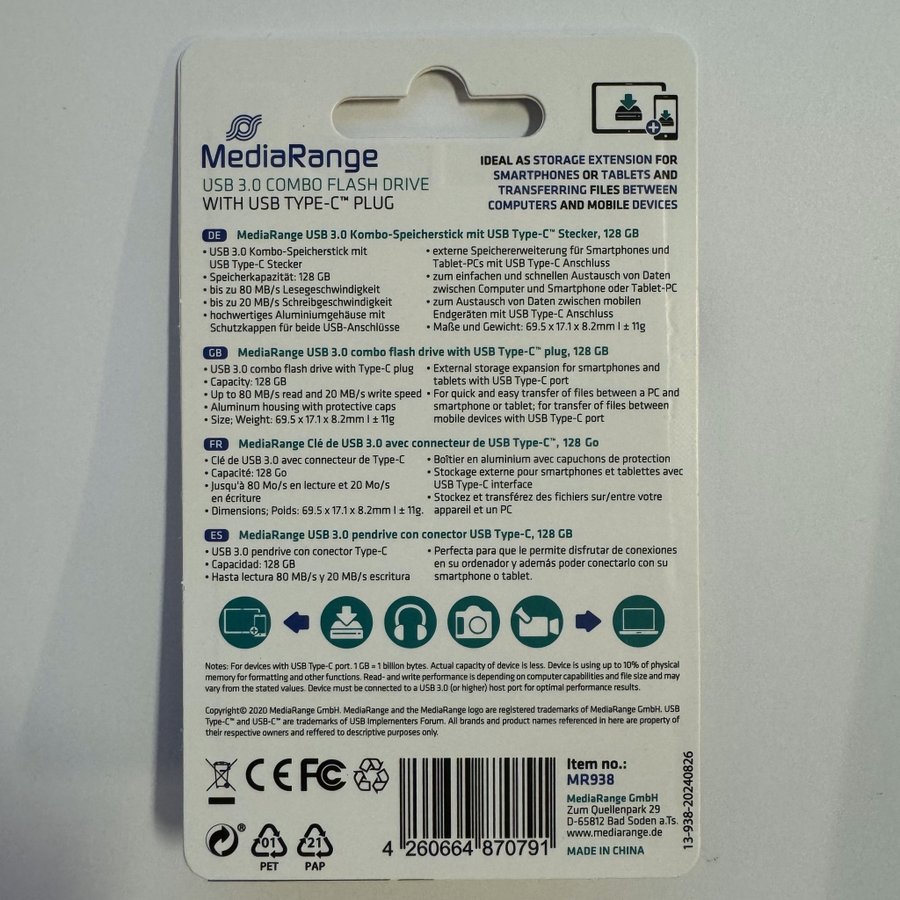 MediaRange
USB 3.0 COMBO FLASH DRIVE
WITH USB TYPE-C™ PLUG
IDEAL AS STORAGE EXTENSION FOR
SMARTPHONES OR TABLETS AND
TRANSFERRING FILES BETWEEN
COMPUTERS AND MOBILE DEVICES
DE MediaRange USB 3.0 Kombo-Speicherstick mit USB Type-C™ Stecker, 128 GB
• USB 3.0 Kombo-Speicherstick mit
USB Type-C Stecker
• Speicherkapazität: 128 GB
• bis zu 80 MB/s Lesegeschwindigkeit
• bis zu 20 MB/s Schreibgeschwindigkeit
• hochwertiges Aluminiumgehäuse mit
Schutzkappen für beide USB-Anschlüsse
• externe Speichererweiterung für Smartphones und
Tablet-PCs mit USB Type-C Anschluss
• zum einfachen und schnellen Austausch von Daten
zwischen Computer und Smartphone oder Tablet-PC
• zum Austausch von Daten zwischen mobilen
Endgeräten mit USB Type-C Anschluss
• Maße und Gewicht: 69.5 x 17.1 x 8.2mm I ± 11g
GB MediaRange USB 3.0 combo flash drive with USB Type-C™ plug, 128 GB
• USB 3.0 combo flash drive with Type-C plug
• Capacity: 128 GB
• Up to 80 MB/s read and 20 MB/s write speed
• Aluminum housing with protective caps
• Size; Weight: 69.5 x 17.1 x 8.2mm I ± 11g
• External storage expansion for smartphones and
tablets with USB Type-C port
• For quick and easy transfer of files between a PC and
smartphone or tablet; for transfer of files between
mobile devices with USB Type-C port
FR MediaRange Clé de USB 3.0 avec connecteur de USB Type-C™, 128 Go
• Clé de USB 3.0 avec connecteur de Type-C
• Capacité: 128 Go
• Jusqu'à 80 Mo/s en lecture et 20 Mo/s
en écriture
• Dimensions; Poids: 69.5 x 17.1 x 8.2mm I ± 11g.
• Boîtier en aluminium avec capuchons de protection
• Stockage externe pour smartphones et tablettes avec
USB Type-C interface
• Stockez et transférez des fichiers sur/entre votre
appareil et un PC
ES MediaRange USB 3.0 pendrive con conector USB Type-C, 128 GB
• USB 3.0 pendrive con conector Type-C
• Capacidad: 128 GB
• Hasta lectura 80 MB/s y 20 MB/s escritura
• Perfecta para que le permite disfrutar de conexiones
en su ordenador y además poder conectarlo con su
smartphone o tablet.
Notes: For devices with USB Type-C port. 1 GB = 1 billion bytes. Actual capacity of device is less. Device is using up to 10% of physical
memory for formatting and other functions. Read- and write performance is depending on computer capabilities and file size and may
vary from the stated values. Device must be connected to a USB 3.0 (or higher) host port for optimal performance results.
Copyright© 2020 MediaRange GmbH. MediaRange and the MediaRange logo are registered trademarks of MediaRange GmbH. USB
Type-C™ and USB-C™ are trademarks of USB Implementers Forum. All brands and product names referenced in here are property of
their respective owners and reffered to descriptive purposes only.
CE FC
®
01
PET
21
PAP
4 260664 870791
Item no.:
MR938
MediaRange GmbH
Zum Quellenpark 29
D-65812 Bad Soden a.Ts.
www.mediarange.de
MADE IN CHINA
13-938-20240826